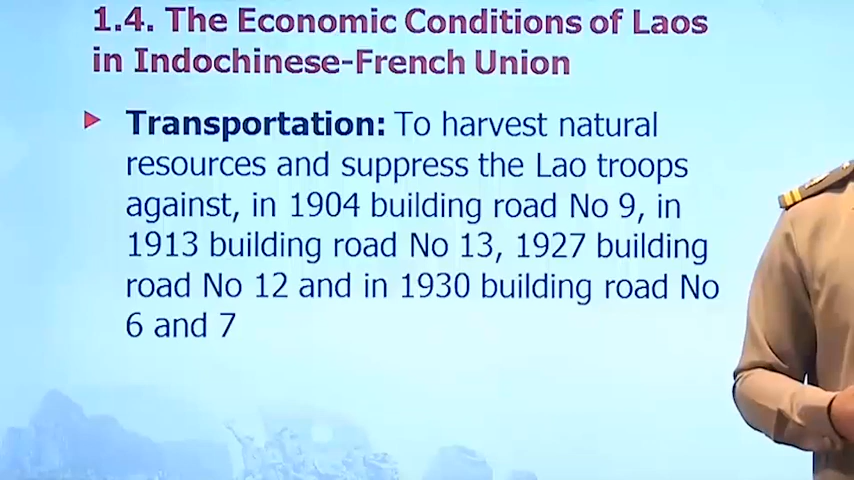 1.4. The Economic Conditions of Laos
in Indochinese-French Union
Transportation: To harvest natural
resources and suppress the Lao troops
against, in 1904 building road No 9, in
1913 building road No 13, 1927 building
road No 12 and in 1930 building road No
6 and 7